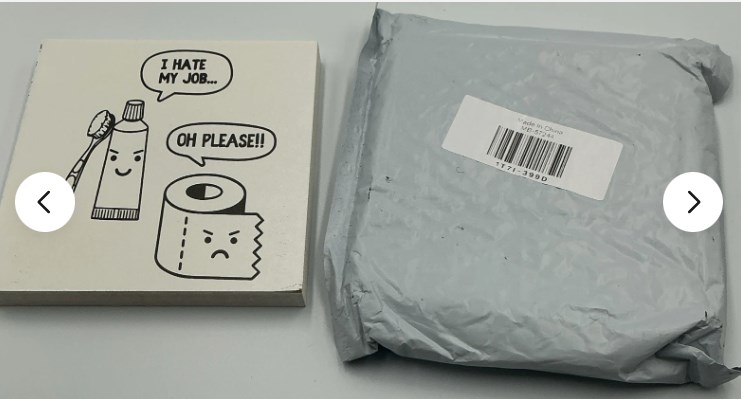 I HATE
MY JOB...
OH PLEASE!!
Made in China